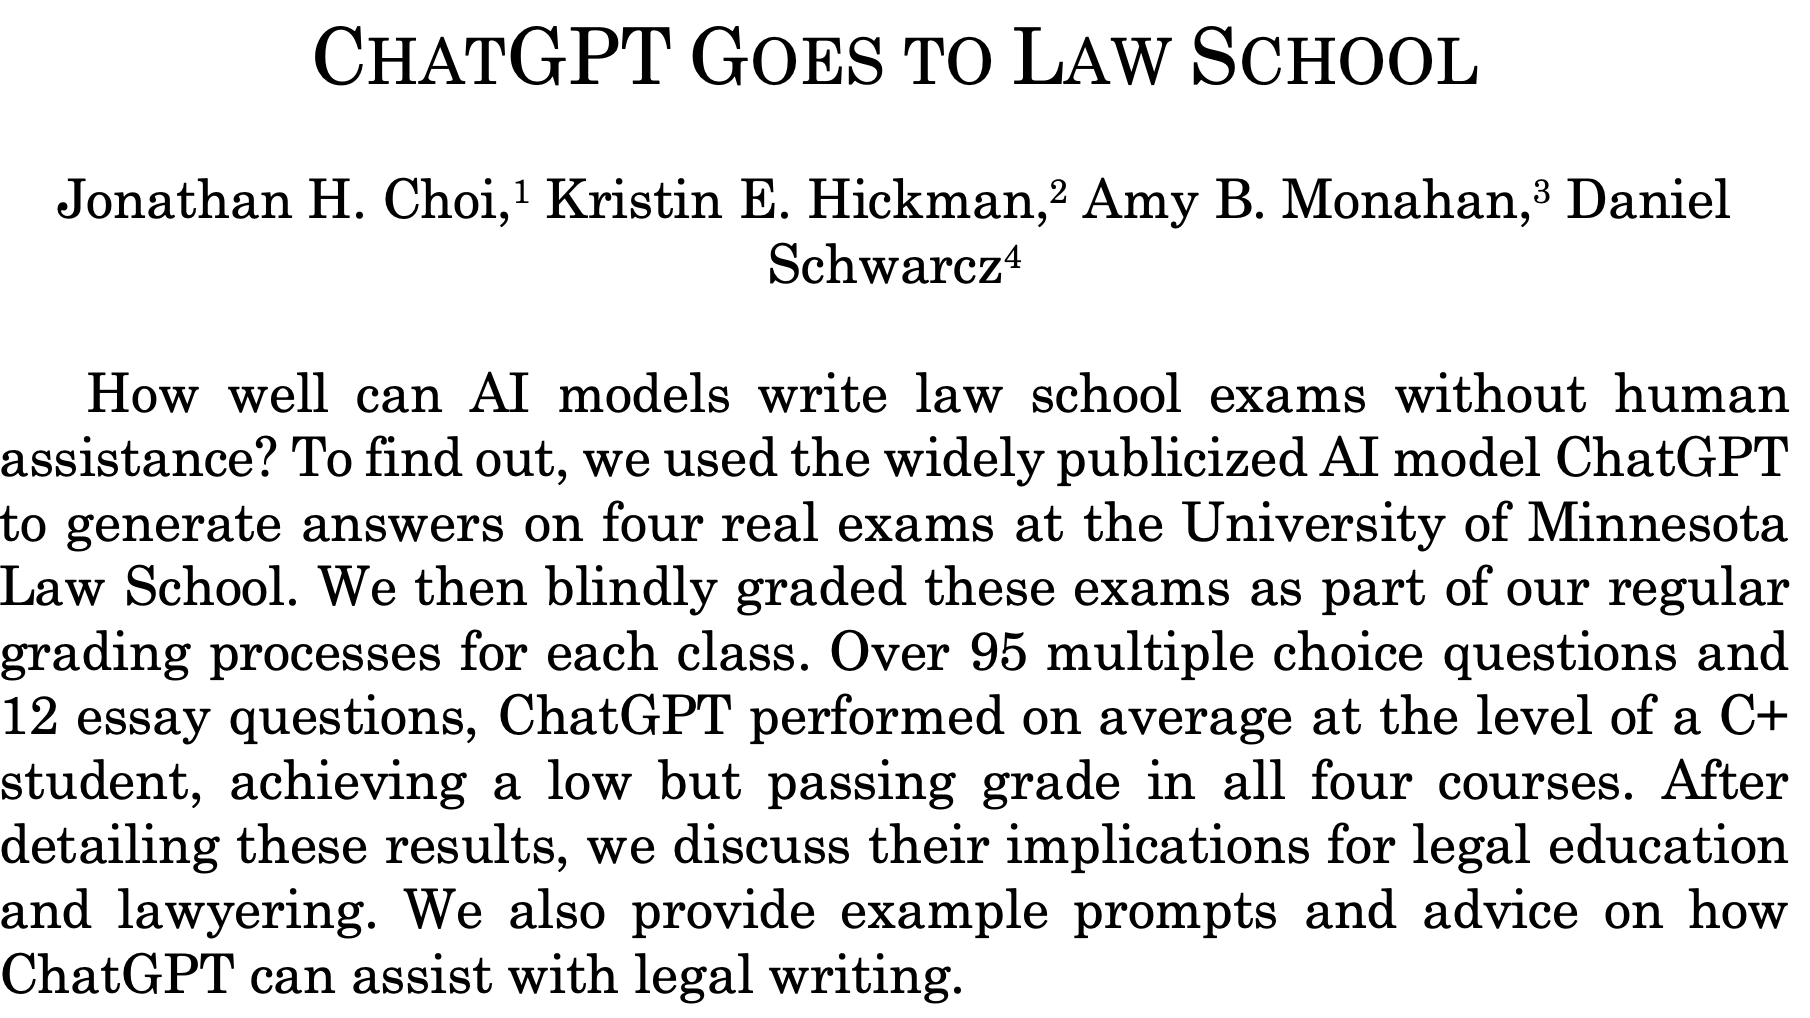 CHATGPT GOES TO LAW SCHOOL
Jonathan H. Choi,¹ Kristin E. Hickman,² Amy B. Monahan,³ Daniel
Schwarcz⁴
How well can AI models write law school exams without human
assistance? To find out, we used the widely publicized AI model ChatGPT
to generate answers on four real exams at the University of Minnesota
Law School. We then blindly graded these exams as part of our regular
grading processes for each class. Over 95 multiple choice questions and
12 essay questions, ChatGPT performed on average at the level of a C+
student, achieving a low but passing grade in all four courses. After
detailing these results, we discuss their implications for legal education
and lawyering. We also provide example prompts and advice on how
ChatGPT can assist with legal writing.